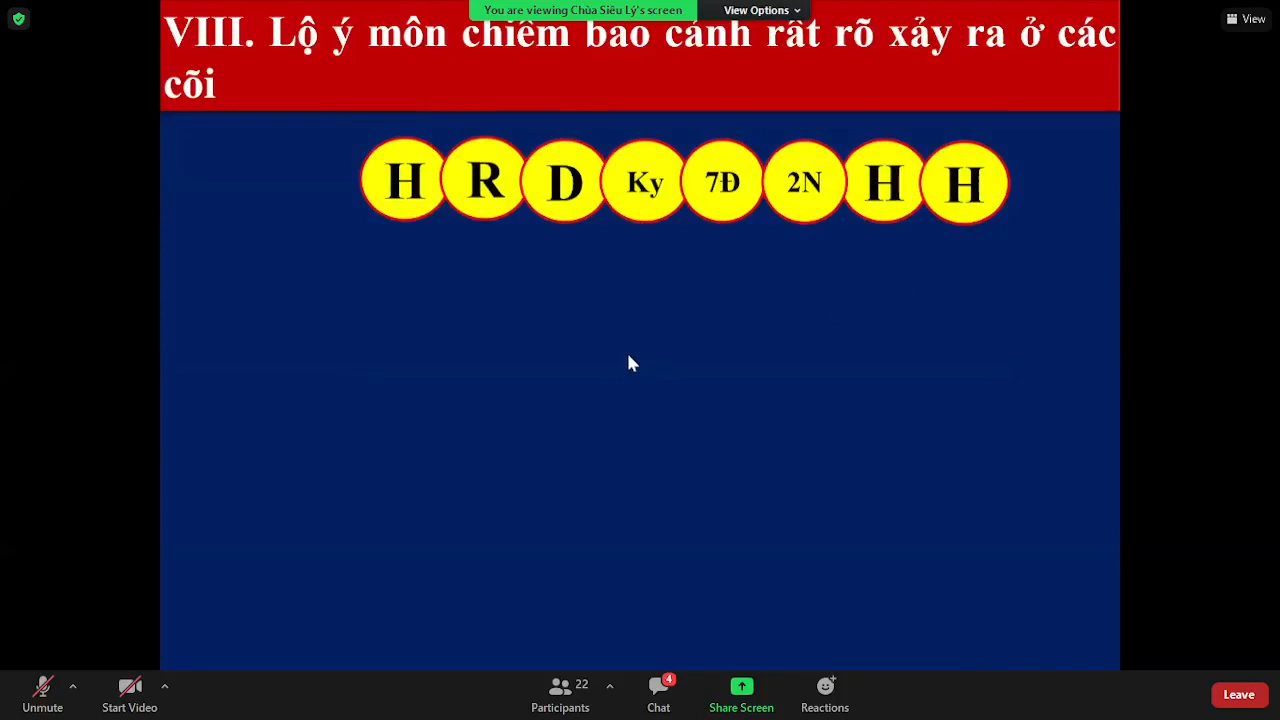 You are viewing Chùa Siêu Lý's screen
View Options
View
VIII. Lộ ý môn chiêm bao cảnh rất rõ xảy ra ở các
cõi
H R D Ky 7Đ 2N H H
22
4
Unmute
Start Video
Participants
Chat
Share Screen
Reactions
Leave